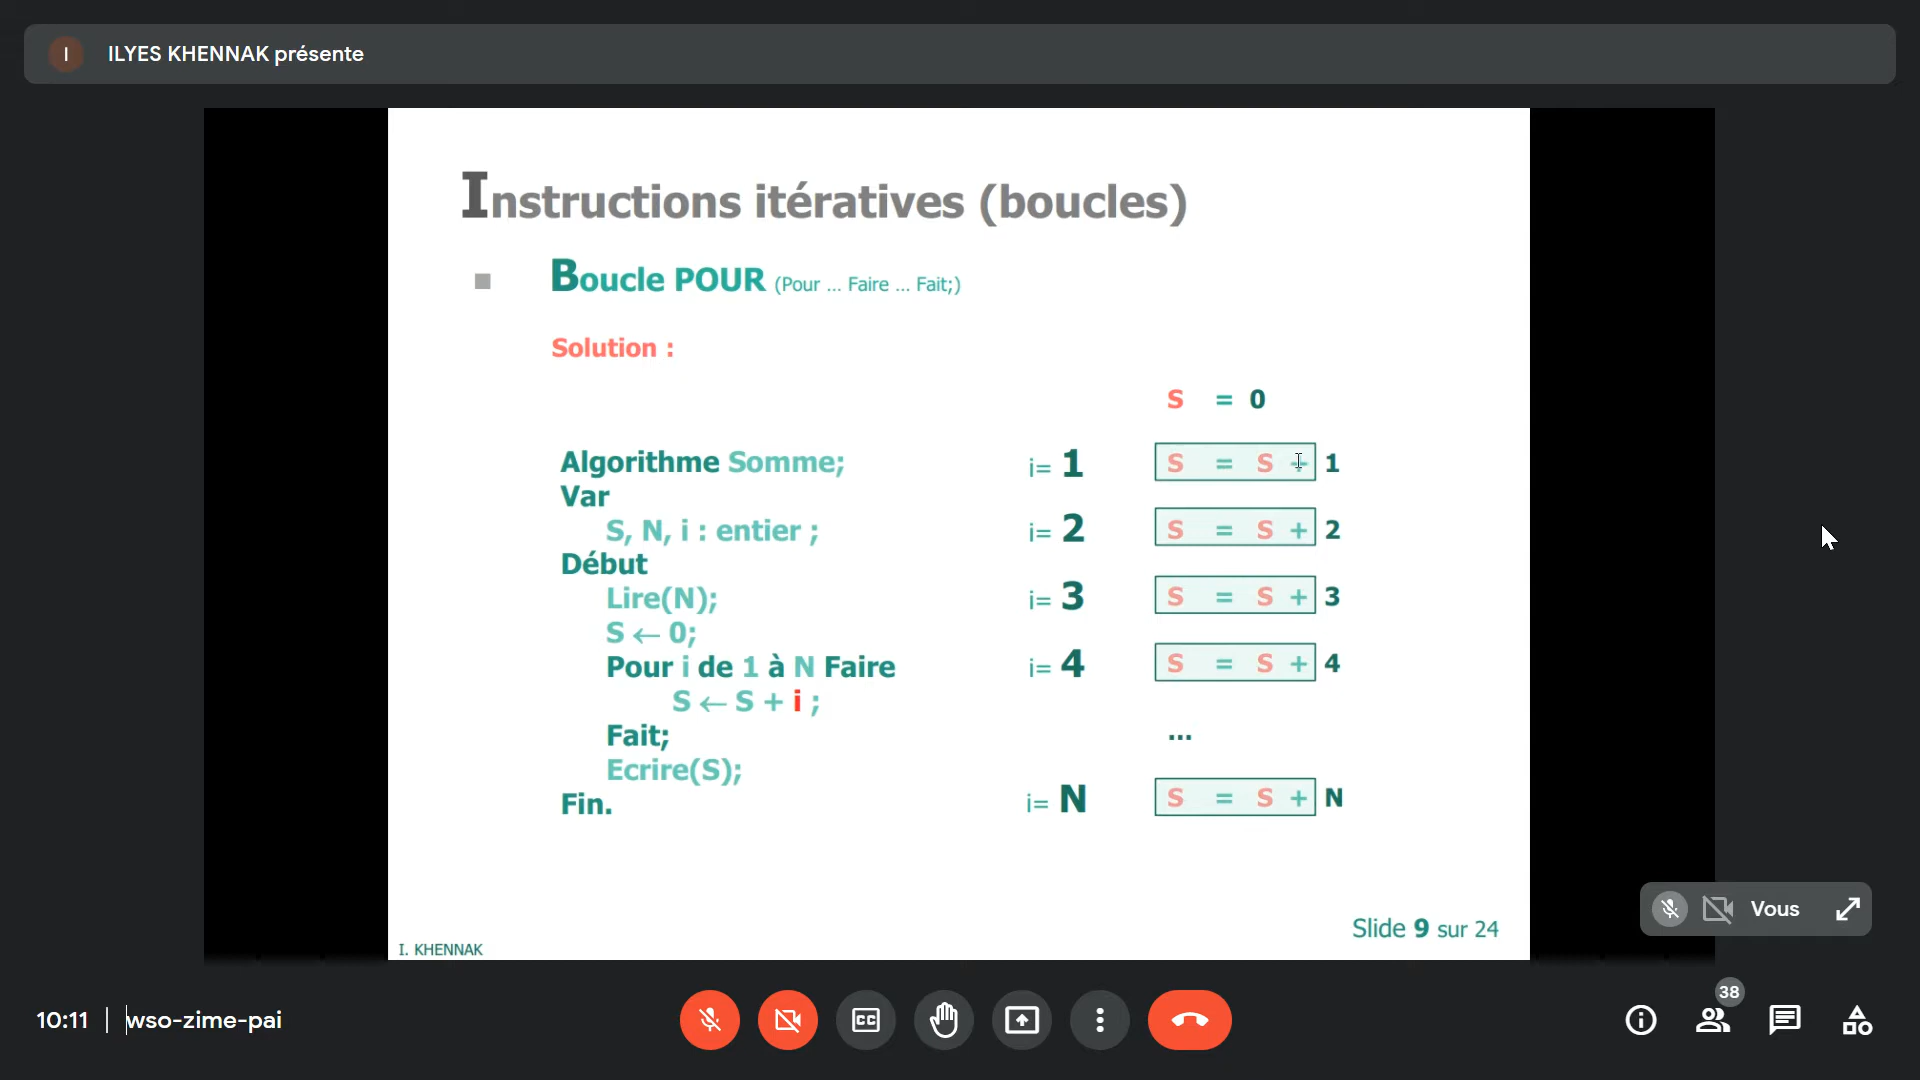 I
ILYES KHENNAK présente
Instructions itératives (boucles)
Boucle POUR (Pour ... Faire ... Fait;)
Solution :
S = 0
Algorithme Somme;
i= 1 S = S + 1
Var
S, N, i : entier ;
i= 2 S = S + 2
Début
Lire(N);
i= 3 S = S + 3
S ← 0;
Pour i de 1 à N Faire
i= 4 S = S + 4
S ← S + i ;
Fait;
...
Ecrire(S);
Fin.
i= N S = S + N
Vous
Slide 9 sur 24
I. KHENNAK
38
10:11 | wso-zime-pai
CC